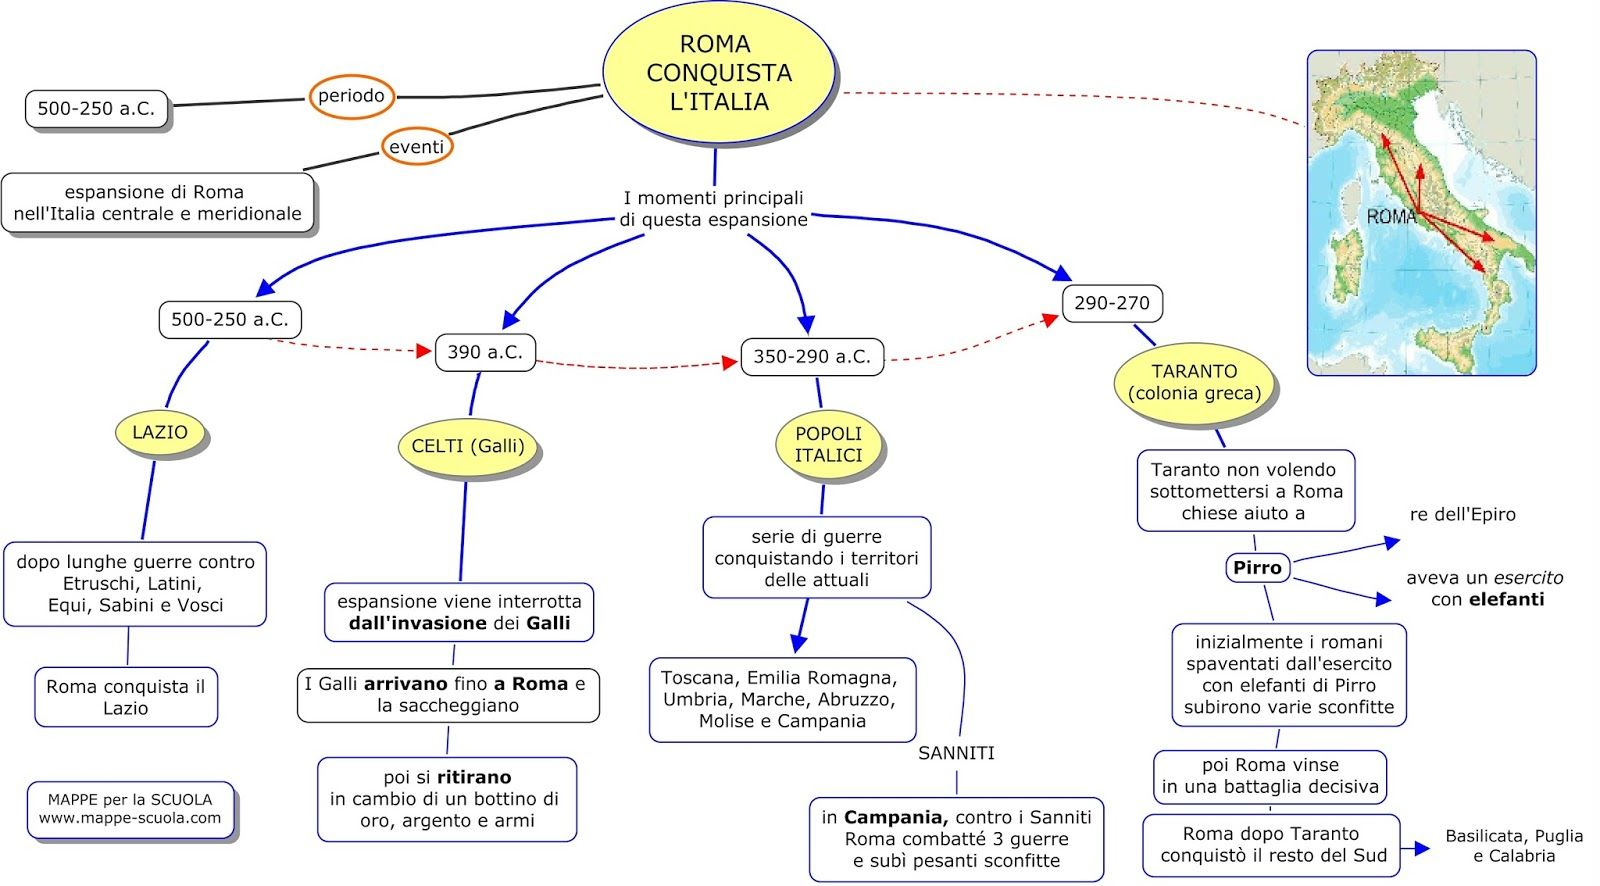 ROMA
CONQUISTA
L'ITALIA
periodo
500-250 a.C.
eventi
espansione di Roma
nell'Italia centrale e meridionale
ROMA
I momenti principali
di questa espansione
500-250 a.C.
LAZIO
dopo lunghe guerre contro
Etruschi, Latini,
Equi, Sabini e Vosci
Roma conquista il
Lazio
390 a.C.
CELTI (Galli)
espansione viene interrotta
dall'invasione dei Galli
I Galli arrivano fino a Roma e
la saccheggiano
poi si ritirano
in cambio di un bottino di
oro, argento e armi
350-290 a.C.
POPOLI
ITALICI
serie di guerre
conquistando i territori
delle attuali
Toscana, Emilia Romagna,
Umbria, Marche, Abruzzo,
Molise e Campania
SANNITI
in Campania, contro i Sanniti
Roma combatté 3 guerre
e subì pesanti sconfitte
290-270
TARANTO
(colonia greca)
Taranto non volendo
sottomettersi a Roma
chiese aiuto a
Pirro
re dell'Epiro
aveva un esercito
con elefanti
inizialmente i romani
spaventati dall'esercito
con elefanti di Pirro
subirono varie sconfitte
poi Roma vinse
in una battaglia decisiva
Roma dopo Taranto
conquistò il resto del Sud
Basilicata, Puglia
e Calabria
MAPPE per la SCUOLA
www.mappe-scuola.com